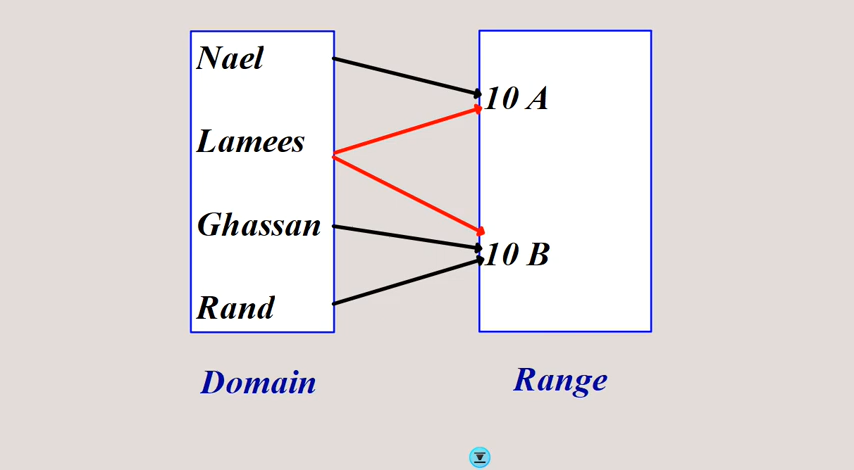 Nael
10 A
Lamees
Ghassan
10 B
Rand
Domain
Range